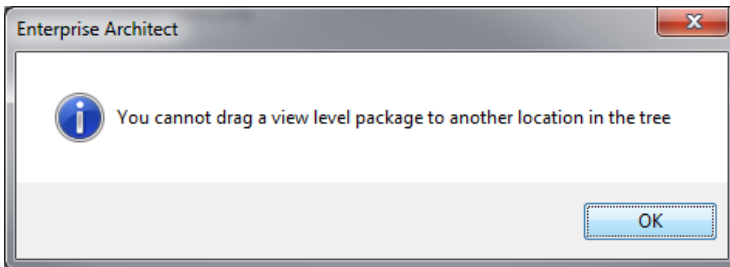 Enterprise Architect
You cannot drag a view level package to another location in the tree
OK